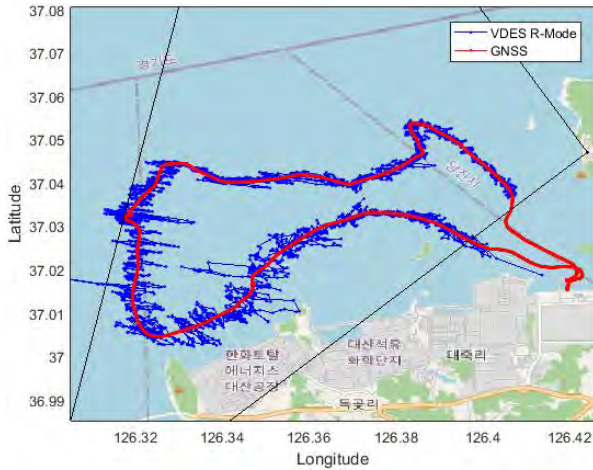 37.08
37.07
37.06
37.05
37.04
37.03
37.02
37.01
37
36.99
Latitude
VDES R-Mode
GNSS
경기도
당진시
한화토탈
에너지스
대산공장
대산석유
화학단지
대죽리
독곶리
126.32
126.34
126.36
126.38
126.4
126.42
Longitude